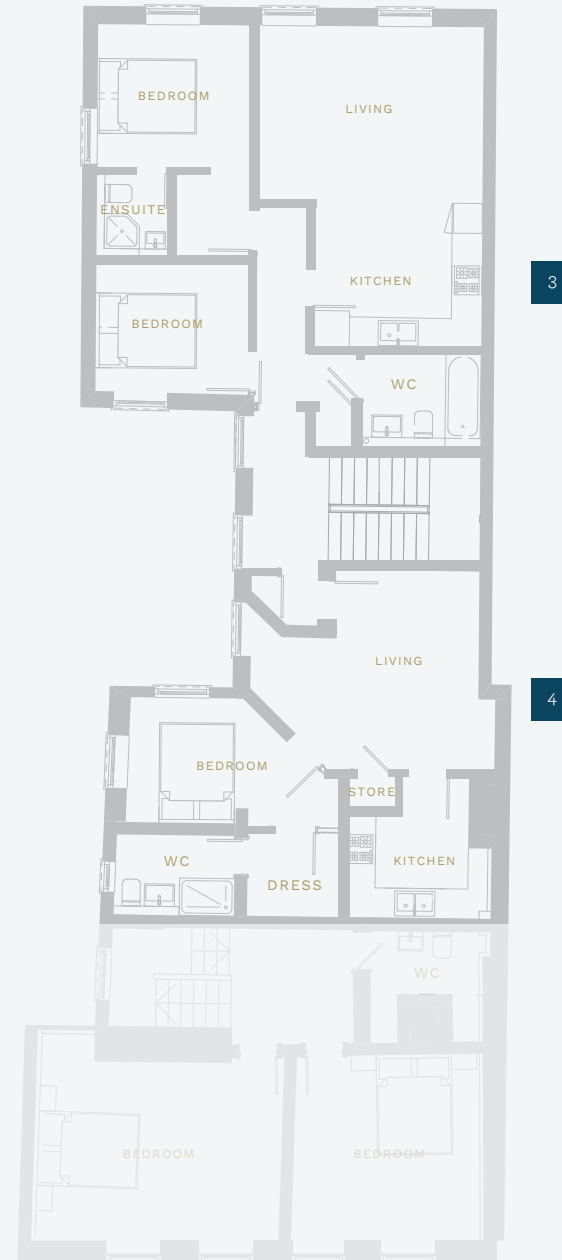 BEDROOM
LIVING
ENSUITE
KITCHEN
3
BEDROOM
WC
LIVING
4
BEDROOM
STORE
WC
KITCHEN
DRESS
WC
BEDROOM
BEDROOM